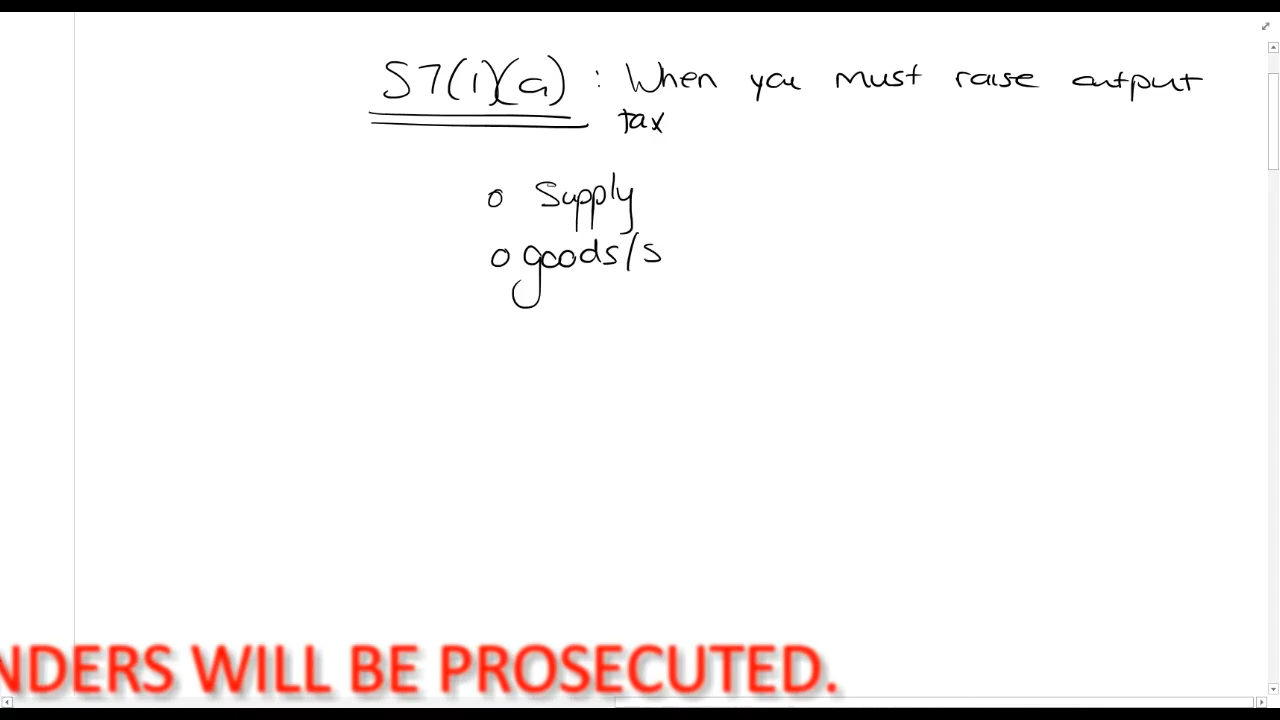 S7(1)(a) : When you must raise output
tax
o Supply
o goods/s
NDERS WILL BE PROSECUTED.